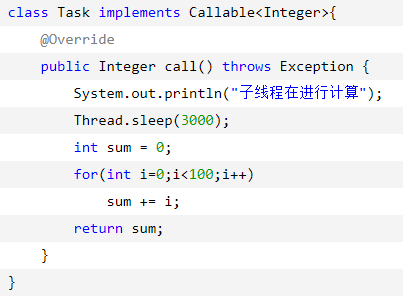 class Task implements Callable<Integer>{
    @Override
    public Integer call() throws Exception {
        System.out.println("子线程在进行计算");
        Thread.sleep(3000);
        int sum = 0;
        for(int i=0;i<100;i++)
            sum += i;
        return sum;
    }
}